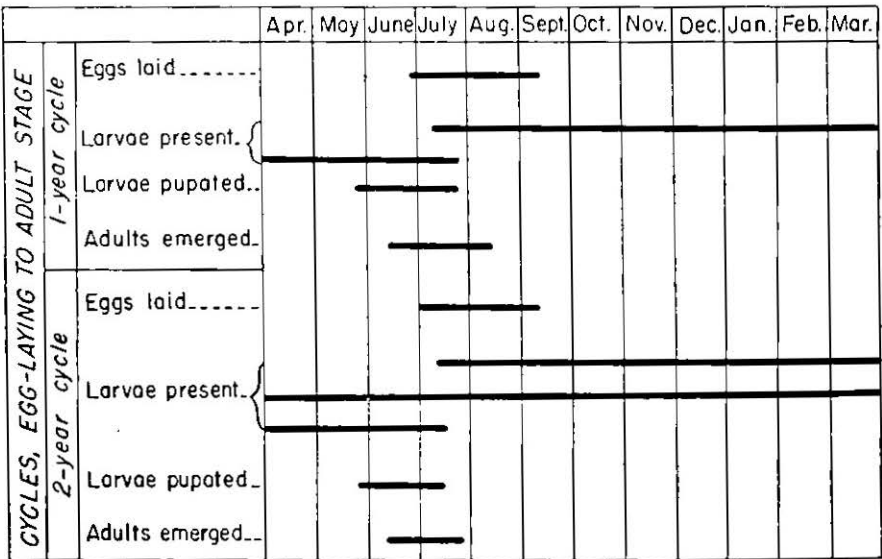 Apr. May June July Aug. Sept. Oct. Nov. Dec. Jan. Feb. Mar.
CYCLES, EGG-LAYING TO ADULT STAGE
1-year cycle
Eggs laid
Larvae present
Larvae pupated
Adults emerged
2-year cycle
Eggs laid
Larvae present
Larvae pupated
Adults emerged